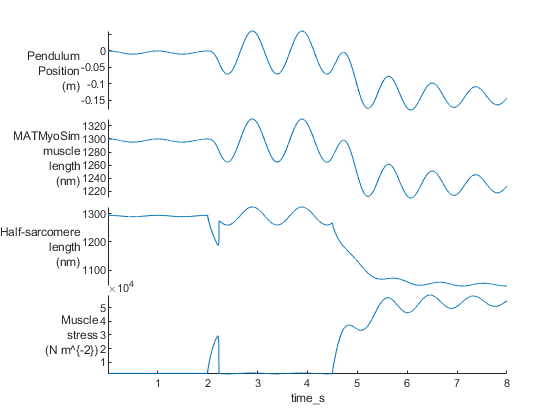 Pendulum
Position
(m)
0
-0.05
-0.1
-0.15
MATMyoSim
muscle
length
(nm)
1320
1300
1280
1260
1240
1220
Half-sarcomere
length
(nm)
1300
1200
1100
×10^4
Muscle
stress
(N m^{-2})
5
4
3
2
1
1 2 3 4 5 6 7 8
time_s